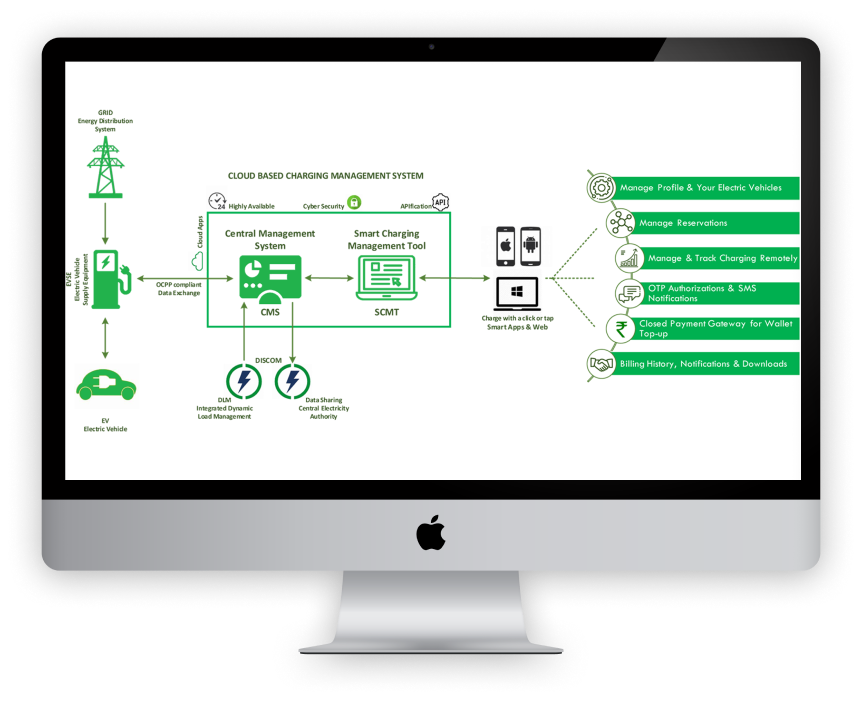 GRID
Energy Distribution
System
CLOUD BASED CHARGING MANAGEMENT SYSTEM
24
Highly Available
Cyber Security
APIfication
API
Cloud Apps
Central Management
System
Smart Charging
Management Tool
CMS
SCMT
EVSE
Electric Vehicle
Supply Equipment
OCPP compliant
Data Exchange
Charge with a click or tap
Smart Apps & Web
DISCOM
DLM
Integrated Dynamic
Load Management
Data Sharing
Central Electricity
Authority
EV
Electric Vehicle
Manage Profile & Your Electric Vehicles
Manage Reservations
Manage & Track Charging Remotely
OTP Authorizations & SMS
Notifications
₹
Closed Payment Gateway for Wallet
Top-up
Billing History, Notifications & Downloads